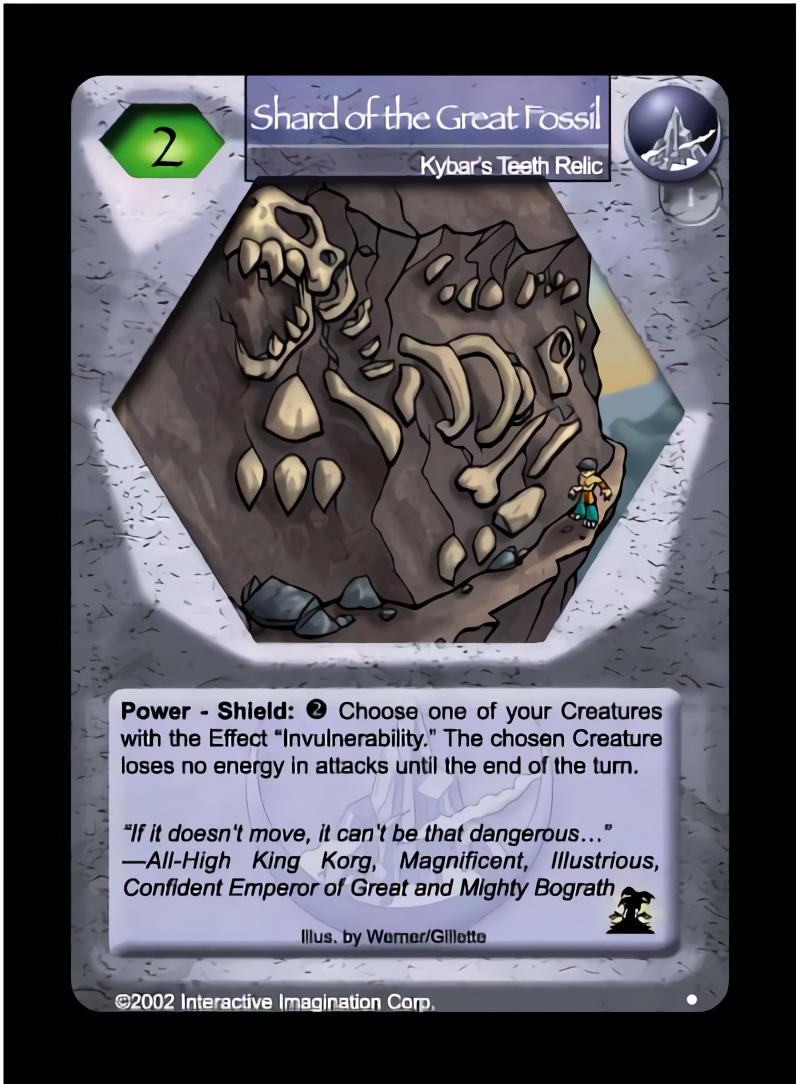 2
Shard of the Great Fossil
Kybar's Teeth Relic
Power - Shield: ❷ Choose one of your Creatures
with the Effect "Invulnerability." The chosen Creature
loses no energy in attacks until the end of the turn.
"If it doesn't move, it can't be that dangerous..."
—All-High King Korg, Magnificent, Illustrious,
Confident Emperor of Great and Mighty Bograth
Illus. by Werner/Gillette
©2002 Interactive Imagination Corp.